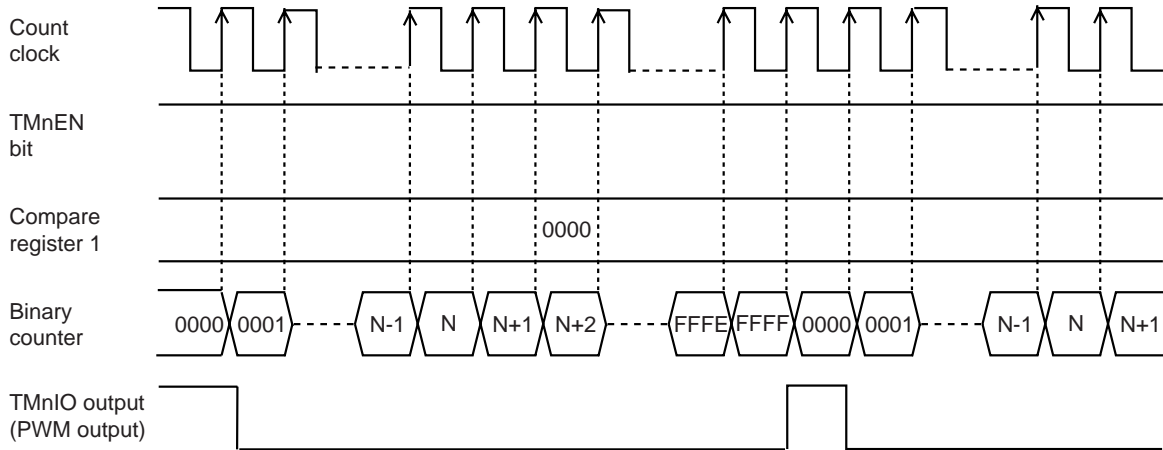 Count
clock
TMnEN
bit
Compare
register 1
0000
Binary
counter
0000 0001 N-1 N N+1 N+2 FFFE FFFF 0000 0001 N-1 N N+1
TMnIO output
(PWM output)